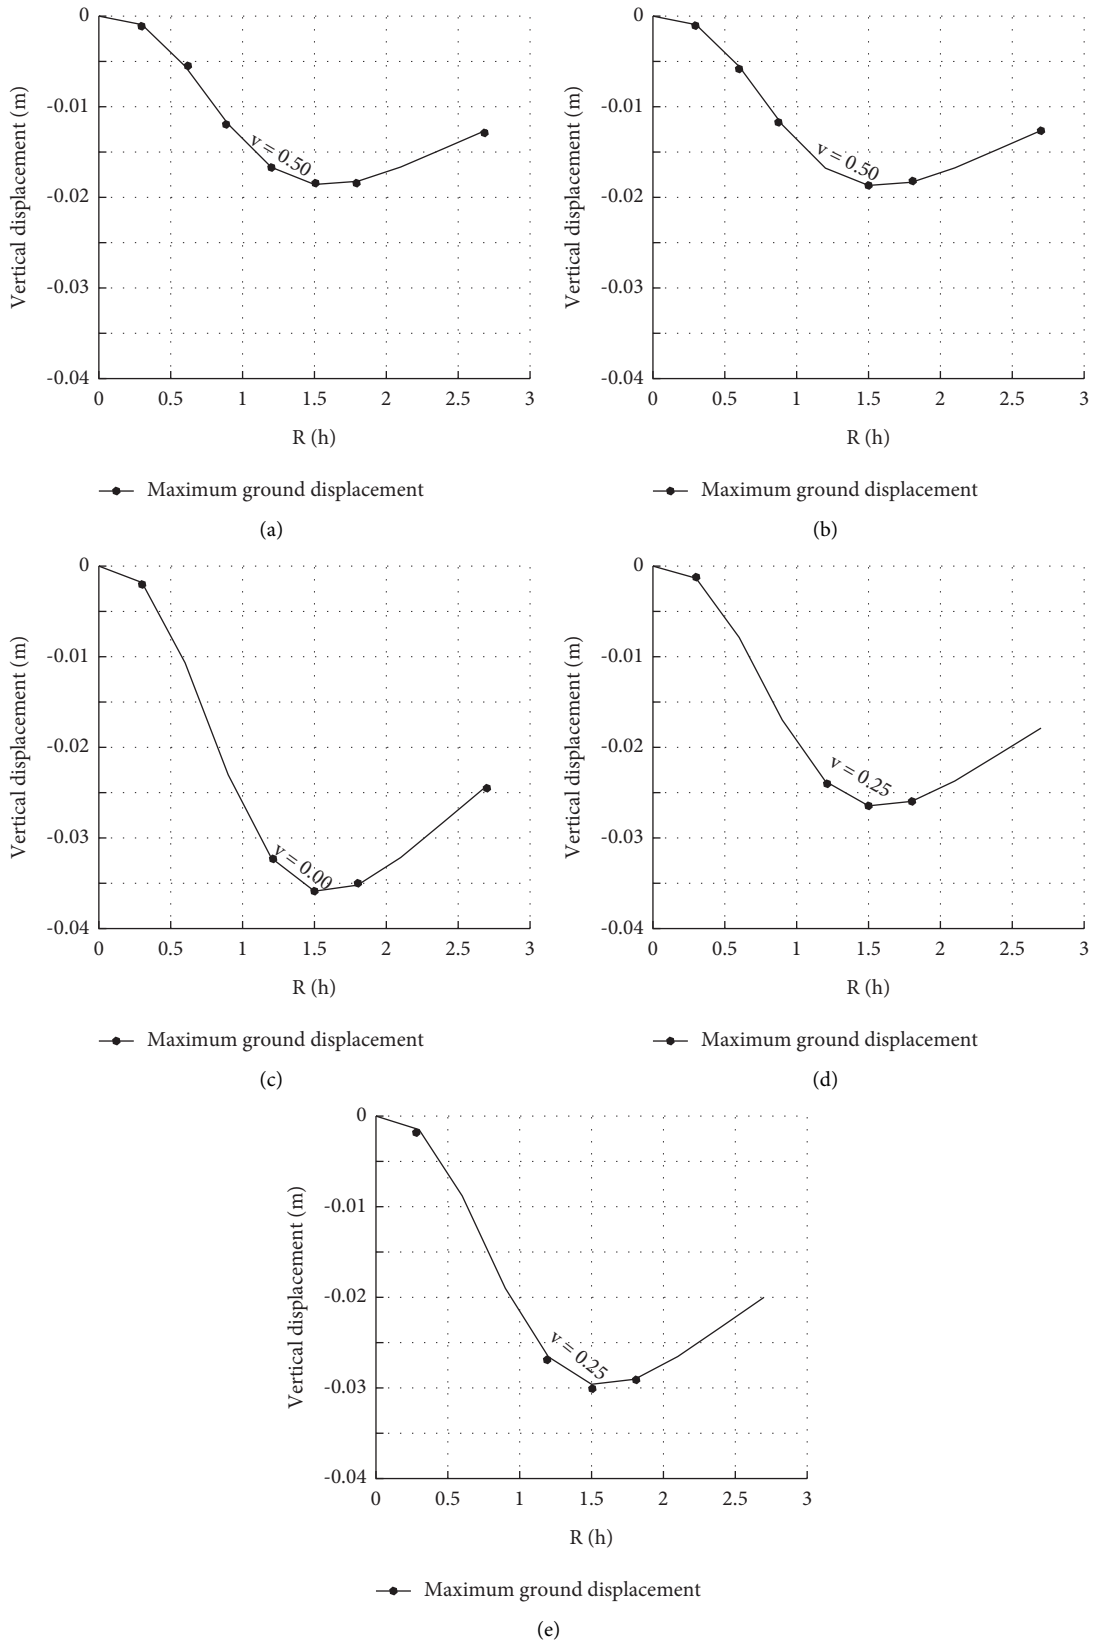 0
-0.01
-0.02
-0.03
-0.04
Vertical displacement (m)
v = 0.50
0 0.5 1 1.5 2 2.5 3
R (h)
Maximum ground displacement
(a)
0
-0.01
-0.02
-0.03
-0.04
Vertical displacement (m)
v = 0.50
0 0.5 1 1.5 2 2.5 3
R (h)
Maximum ground displacement
(b)
0
-0.01
-0.02
-0.03
-0.04
Vertical displacement (m)
v = 0.00
0 0.5 1 1.5 2 2.5 3
R (h)
Maximum ground displacement
(c)
0
-0.01
-0.02
-0.03
-0.04
Vertical displacement (m)
v = 0.25
0 0.5 1 1.5 2 2.5 3
R (h)
Maximum ground displacement
(d)
0
-0.01
-0.02
-0.03
-0.04
Vertical displacement (m)
v = 0.25
0 0.5 1 1.5 2 2.5 3
R (h)
Maximum ground displacement
(e)